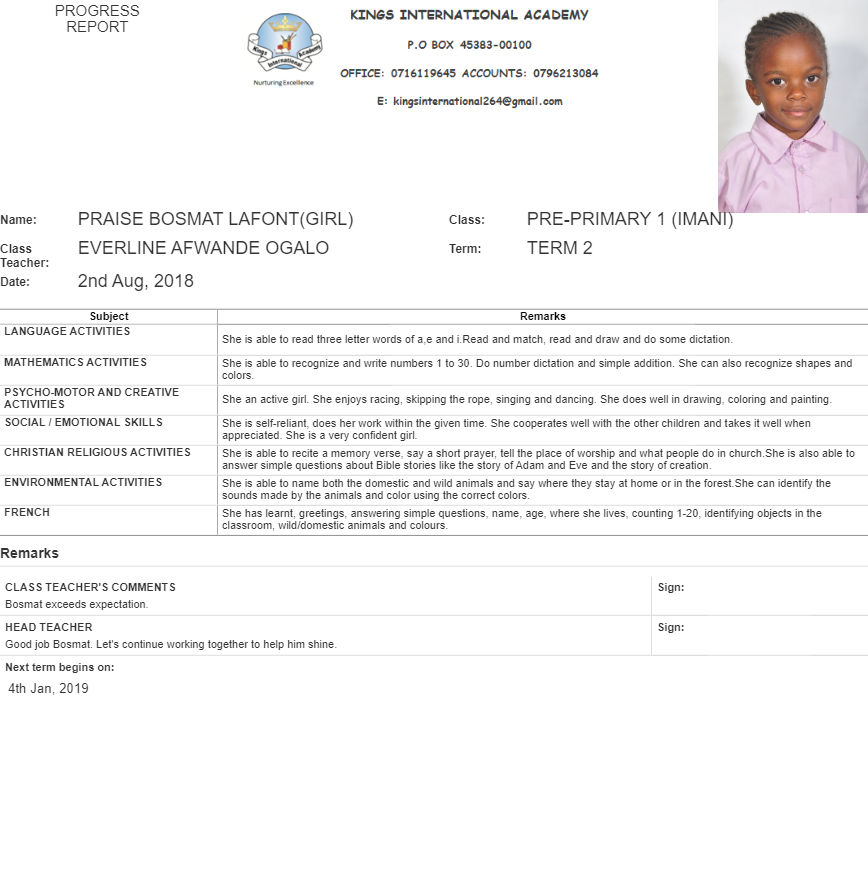 PROGRESS
REPORT
Kings Academy
International
Nurturing Excellence
KINGS INTERNATIONAL ACADEMY
P.O BOX 45383-00100
OFFICE: 0716119645 ACCOUNTS: 0796213084
E: kingsinternational264@gmail.com
Name: PRAISE BOSMAT LAFONT(GIRL) Class: PRE-PRIMARY 1 (IMANI)
Class Teacher: EVERLINE AFWANDE OGALO Term: TERM 2
Date: 2nd Aug, 2018
Subject Remarks
LANGUAGE ACTIVITIES
She is able to read three letter words of a,e and i.Read and match, read and draw and do some dictation.
MATHEMATICS ACTIVITIES
She is able to recognize and write numbers 1 to 30. Do number dictation and simple addition. She can also recognize shapes and
colors.
PSYCHO-MOTOR AND CREATIVE
ACTIVITIES
She an active girl. She enjoys racing, skipping the rope, singing and dancing. She does well in drawing, coloring and painting.
SOCIAL / EMOTIONAL SKILLS
She is self-reliant, does her work within the given time. She cooperates well with the other children and takes it well when
appreciated. She is a very confident girl.
CHRISTIAN RELIGIOUS ACTIVITIES
She is able to recite a memory verse, say a short prayer, tell the place of worship and what people do in church.She is also able to
answer simple questions about Bible stories like the story of Adam and Eve and the story of creation.
ENVIRONMENTAL ACTIVITIES
She is able to name both the domestic and wild animals and say where they stay at home or in the forest.She can identify the
sounds made by the animals and color using the correct colors.
FRENCH
She has learnt, greetings, answering simple questions, name, age, where she lives, counting 1-20, identifying objects in the
classroom, wild/domestic animals and colours.
Remarks
CLASS TEACHER'S COMMENTS Sign:
Bosmat exceeds expectation.
HEAD TEACHER Sign:
Good job Bosmat. Let's continue working together to help him shine.
Next term begins on:
4th Jan, 2019